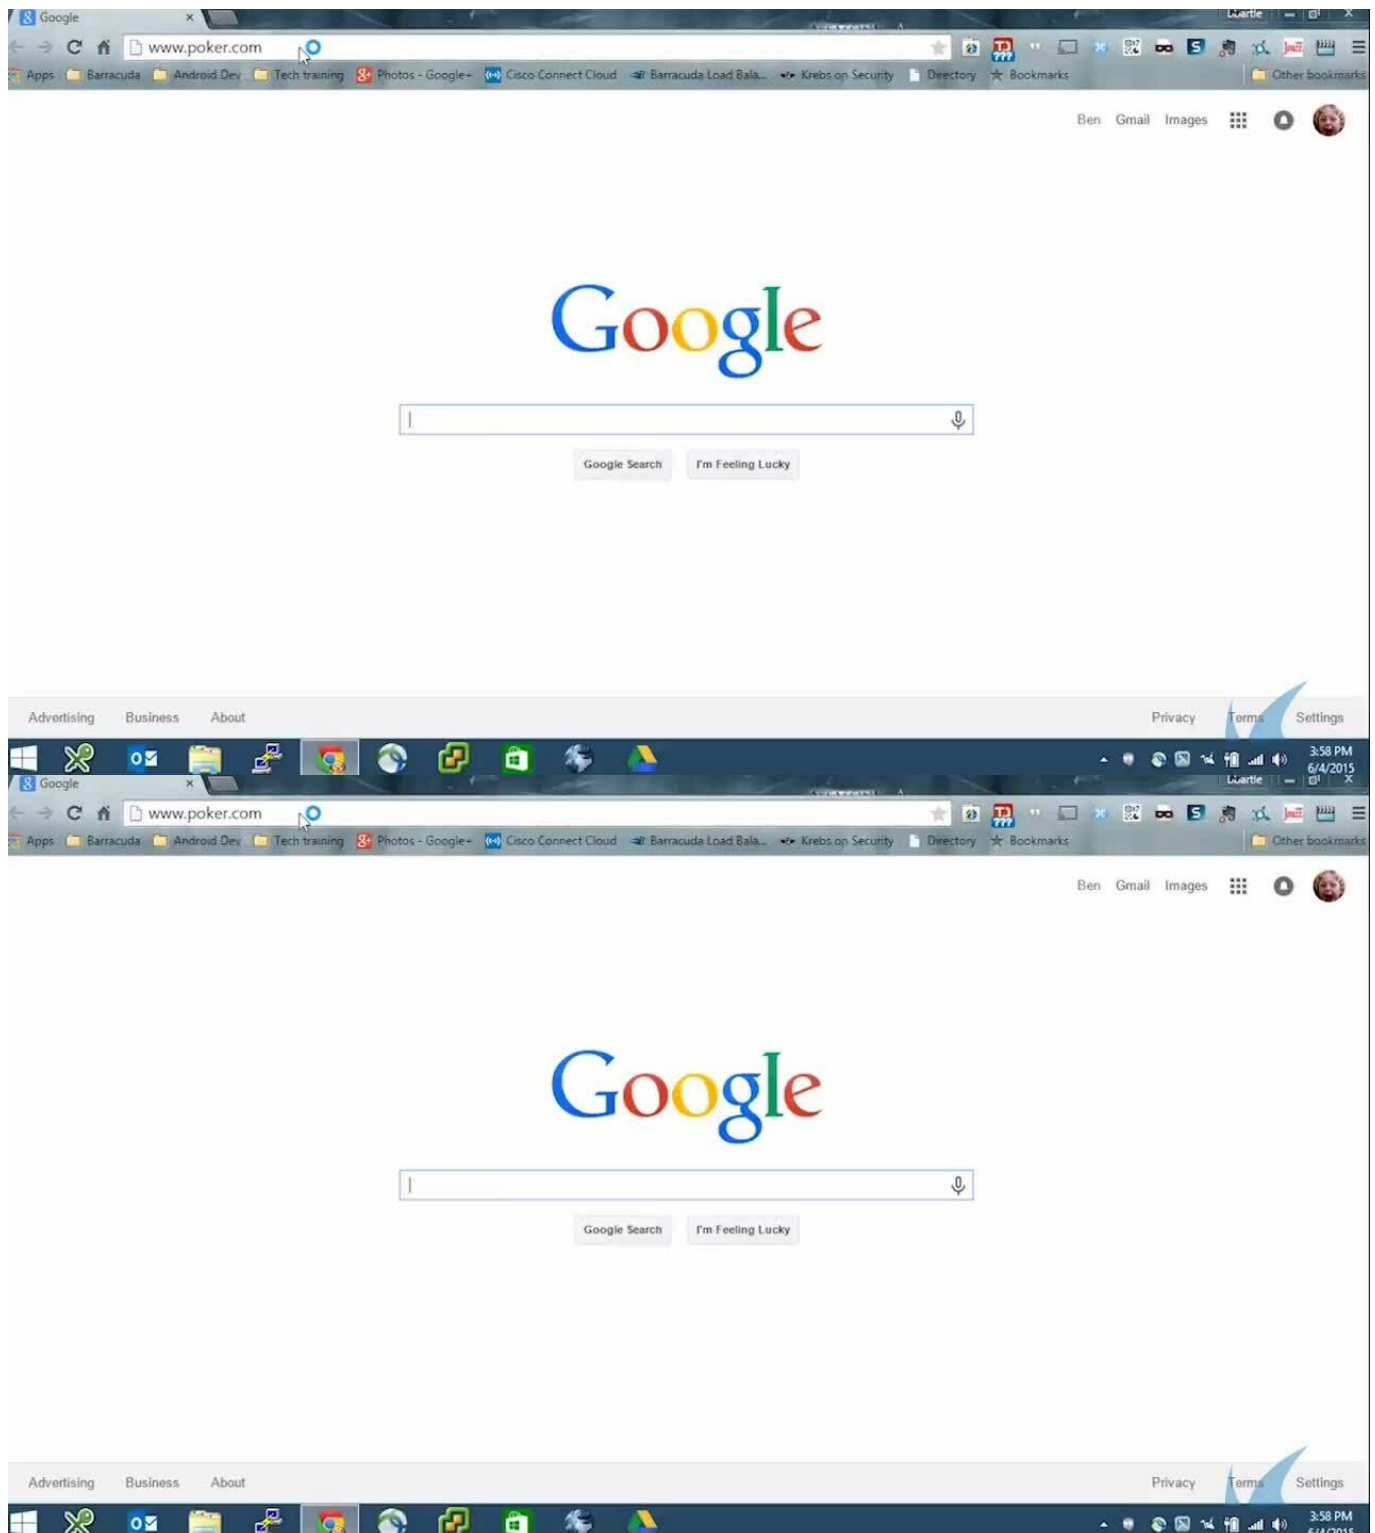 Google
www.poker.com
Apps Barracuda Android Dev Tech training Photos - Google+ Cisco Connect Cloud Barracuda Load Bala... Krebs on Security Directory Bookmarks Other bookmarks
Ben Gmail Images
Google
Google Search I'm Feeling Lucky
Advertising Business About Privacy Terms Settings
3:58 PM
6/4/2015
Google
www.poker.com
Apps Barracuda Android Dev Tech training Photos - Google+ Cisco Connect Cloud Barracuda Load Bala... Krebs on Security Directory Bookmarks Other bookmarks
Ben Gmail Images
Google
Google Search I'm Feeling Lucky
Advertising Business About Privacy Terms Settings
3:58 PM
6/4/2015